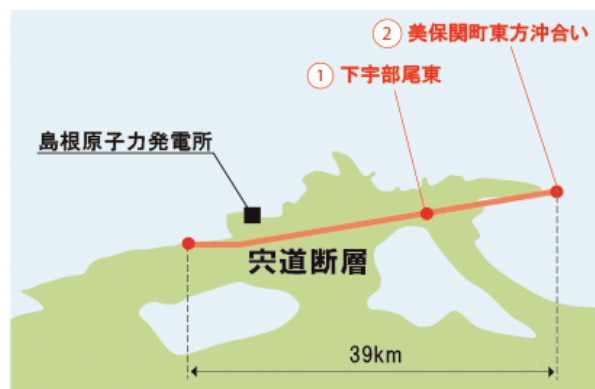 ② 美保関町東方沖合い
① 下宇部尾東
島根原子力発電所
宍道断層
39km